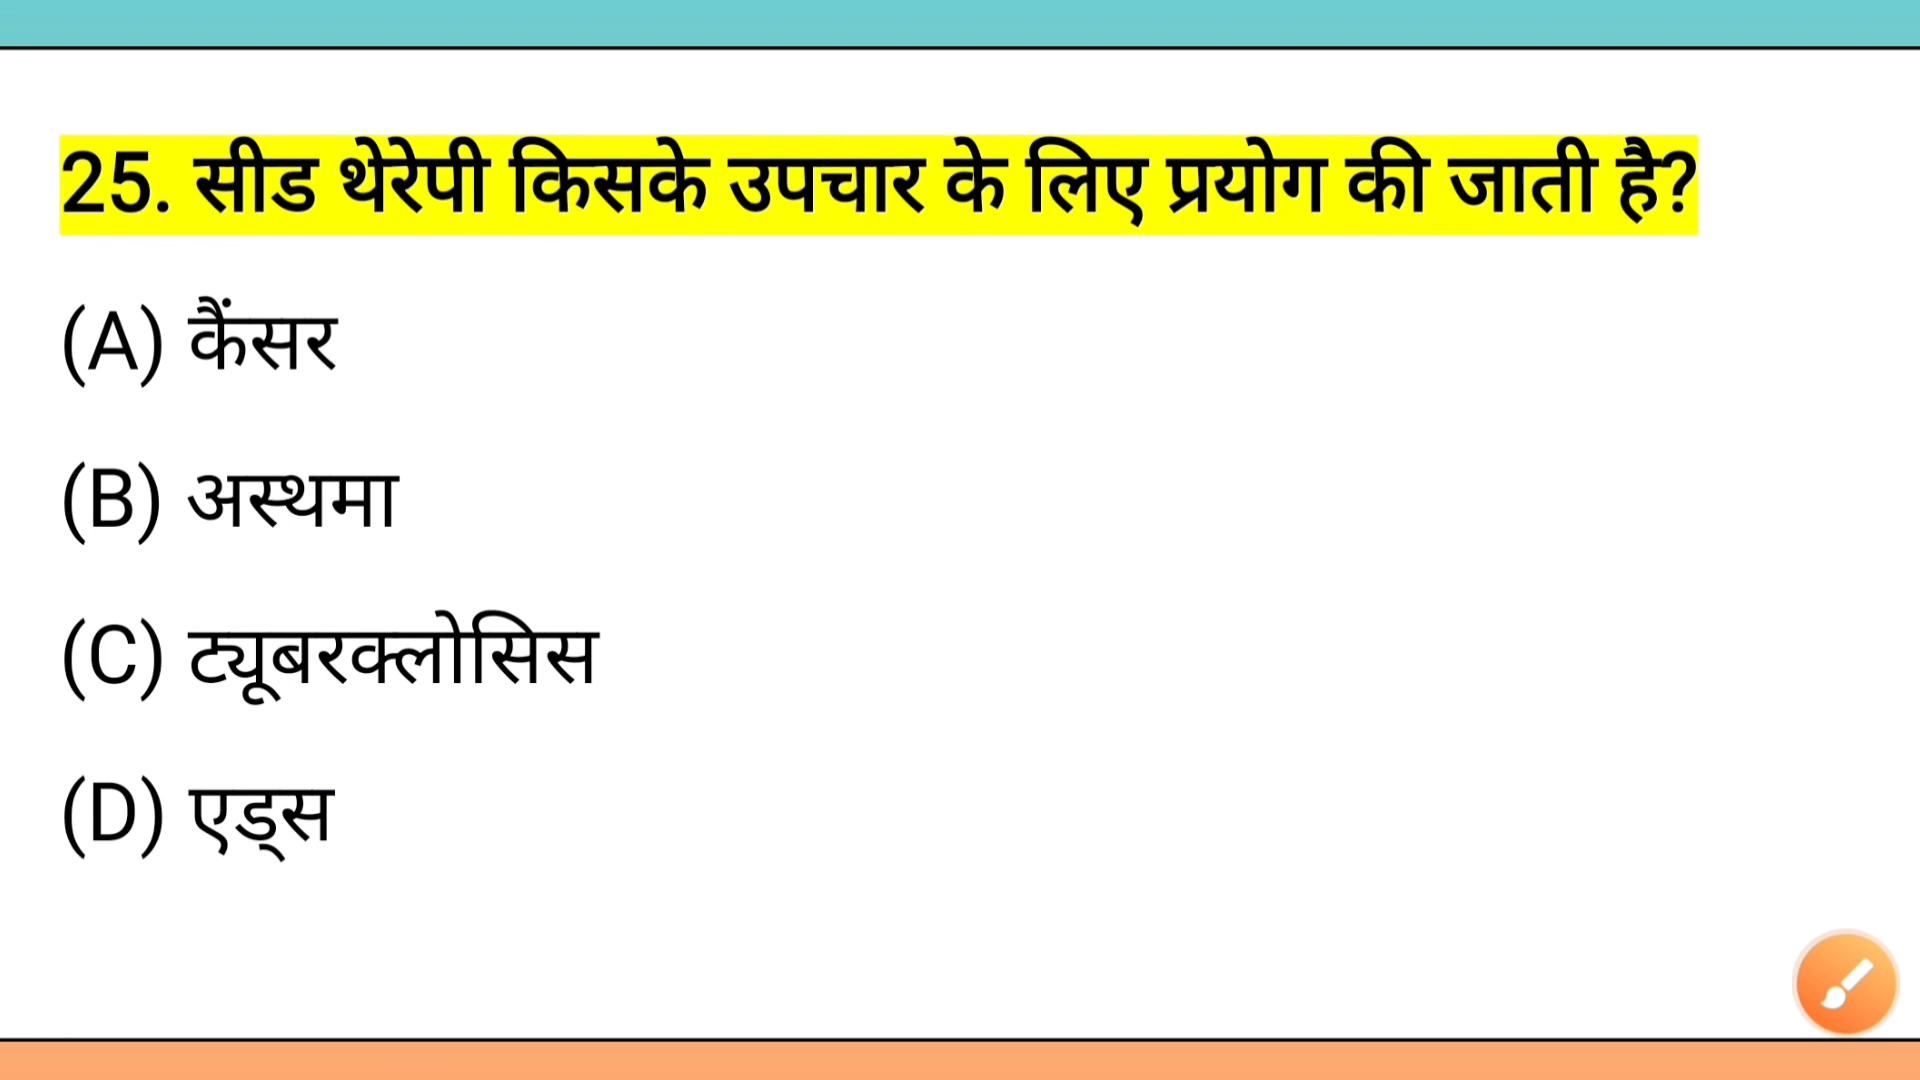 25. सीड थेरेपी किसके उपचार के लिए प्रयोग की जाती है?
(A) कैंसर
(B) अस्थमा
(C) ट्यूबरक्लोसिस
(D) एड्स